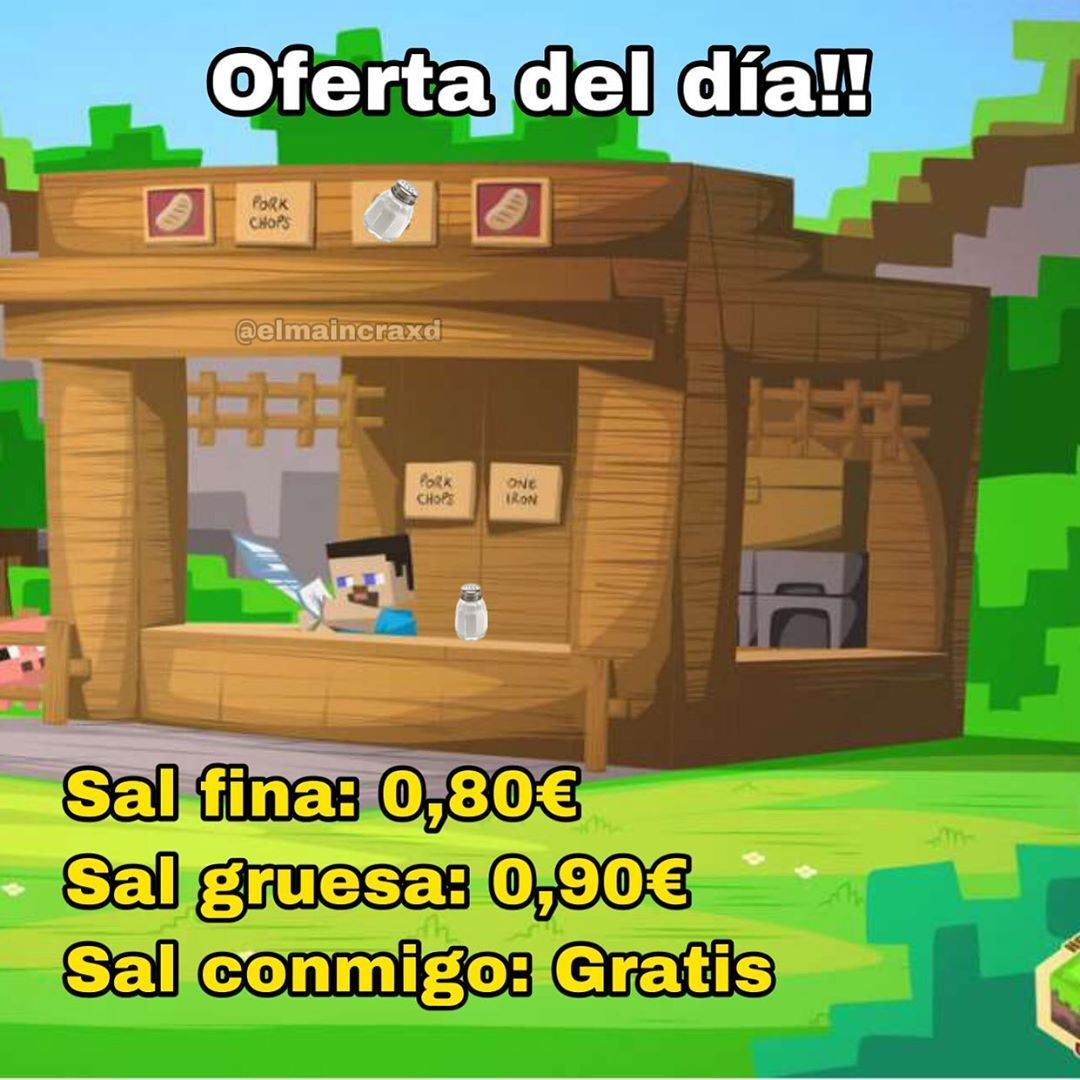 Oferta del día!!
PORK
CHOPS
@elmaincraxd
PORK
CHOPS
ONE
IRON
Sal fina: 0,80€
Sal gruesa: 0,90€
Sal conmigo: Gratis